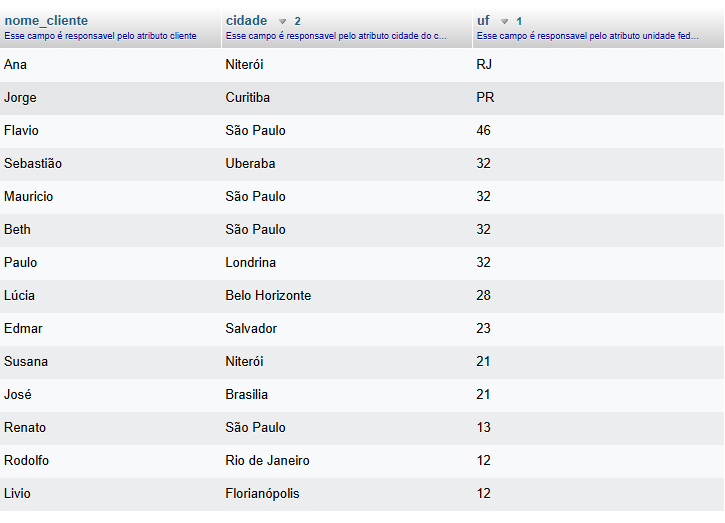 nome_cliente cidade 2 uf 1
Esse campo é responsavel pelo atributo cliente Esse campo é responsavel pelo atributo cidade do c... Esse campo é responsavel pelo atributo unidade fed...
Ana Niterói RJ
Jorge Curitiba PR
Flavio São Paulo 46
Sebastião Uberaba 32
Mauricio São Paulo 32
Beth São Paulo 32
Paulo Londrina 32
Lúcia Belo Horizonte 28
Edmar Salvador 23
Susana Niterói 21
José Brasilia 21
Renato São Paulo 13
Rodolfo Rio de Janeiro 12
Livio Florianópolis 12